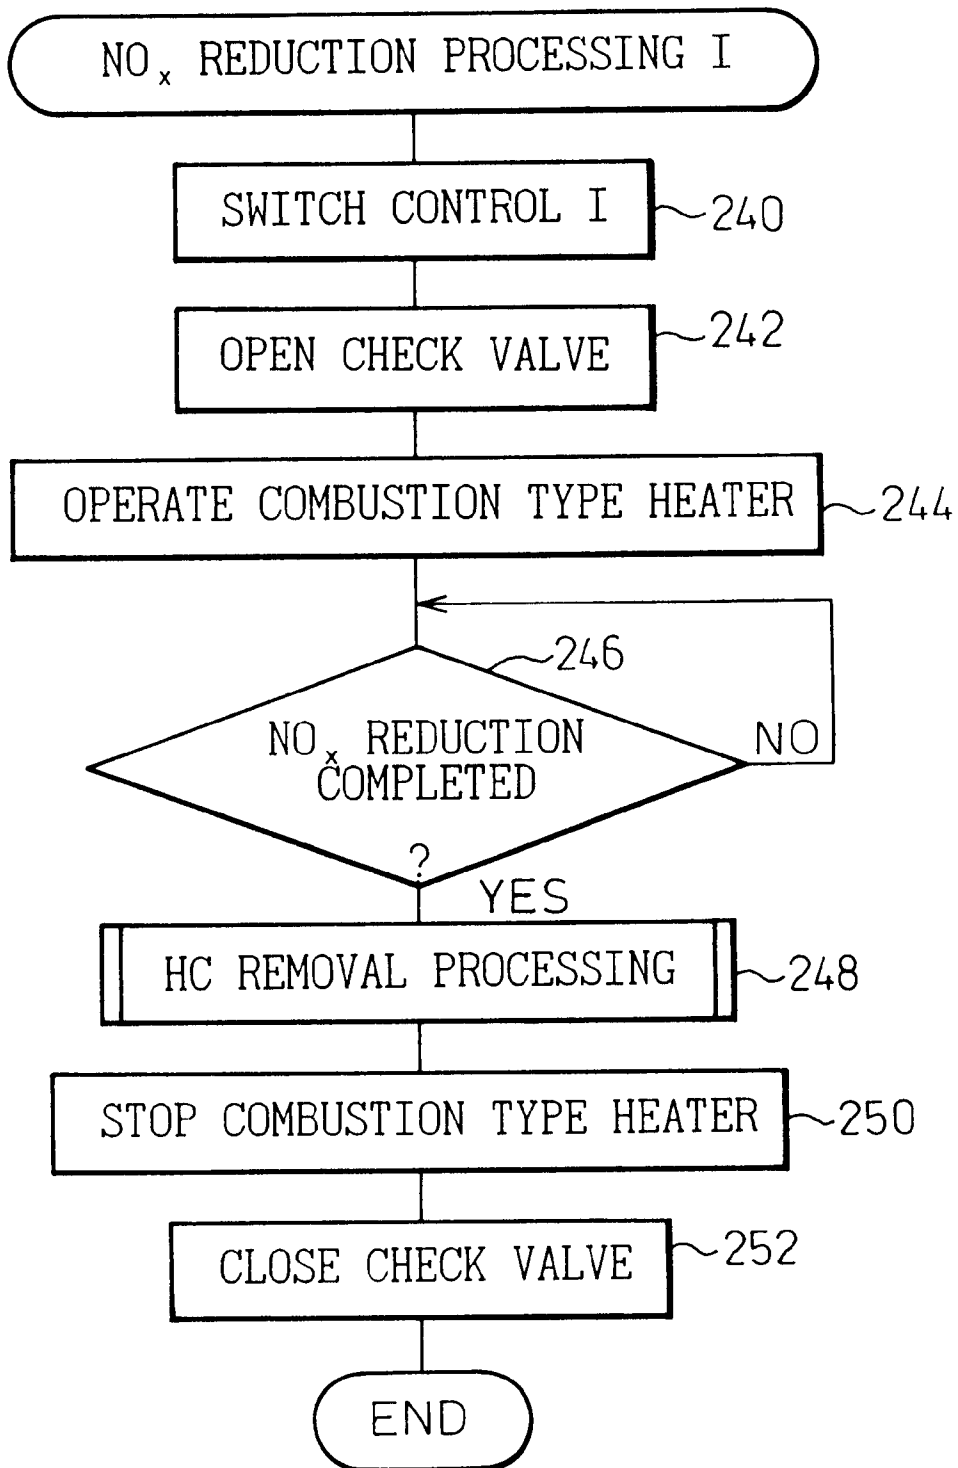 NOx REDUCTION PROCESSING I
SWITCH CONTROL I
240
OPEN CHECK VALVE
242
OPERATE COMBUSTION TYPE HEATER
244
246
NOx REDUCTION
COMPLETED
?
NO
YES
HC REMOVAL PROCESSING
248
STOP COMBUSTION TYPE HEATER
250
CLOSE CHECK VALVE
252
END